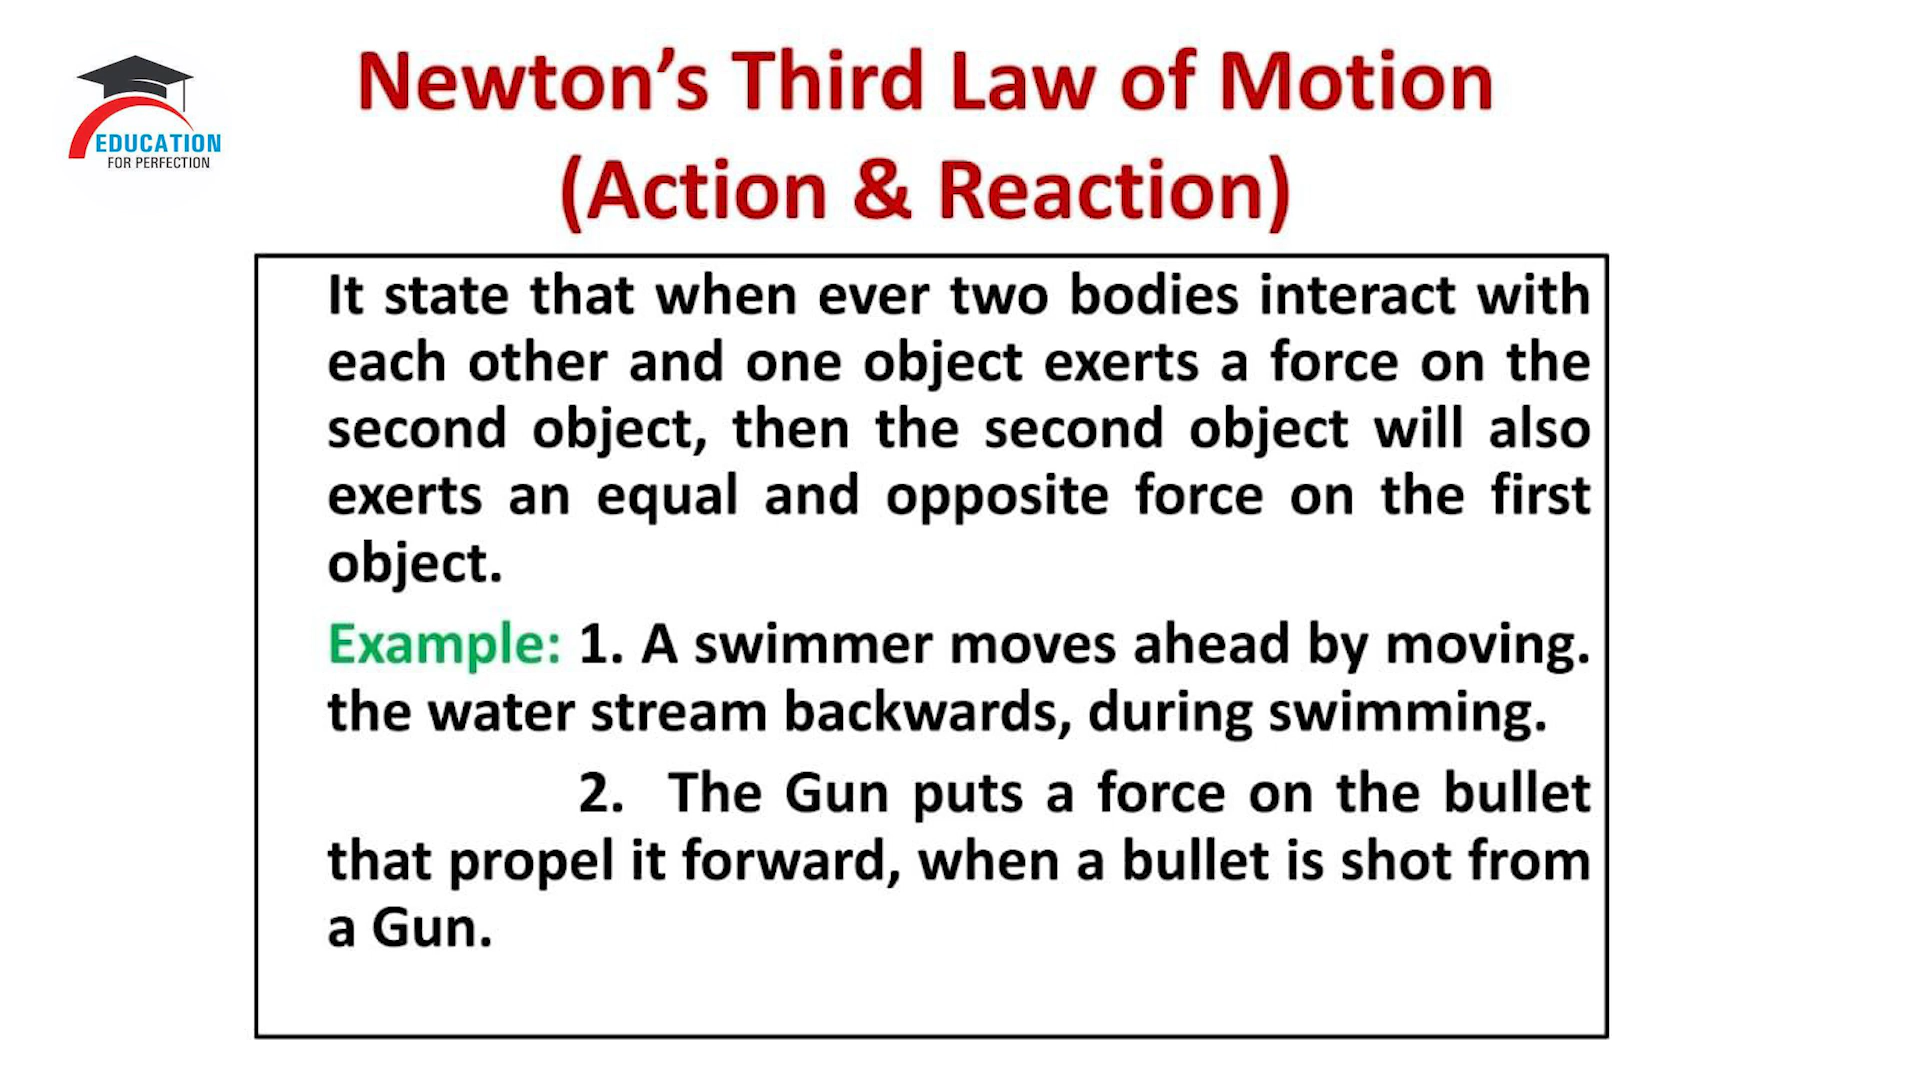 EDUCATION
FOR PERFECTION
Newton’s Third Law of Motion
(Action & Reaction)
It state that when ever two bodies interact with
each other and one object exerts a force on the
second object, then the second object will also
exerts an equal and opposite force on the first
object.
Example: 1. A swimmer moves ahead by moving.
the water stream backwards, during swimming.
2. The Gun puts a force on the bullet
that propel it forward, when a bullet is shot from
a Gun.